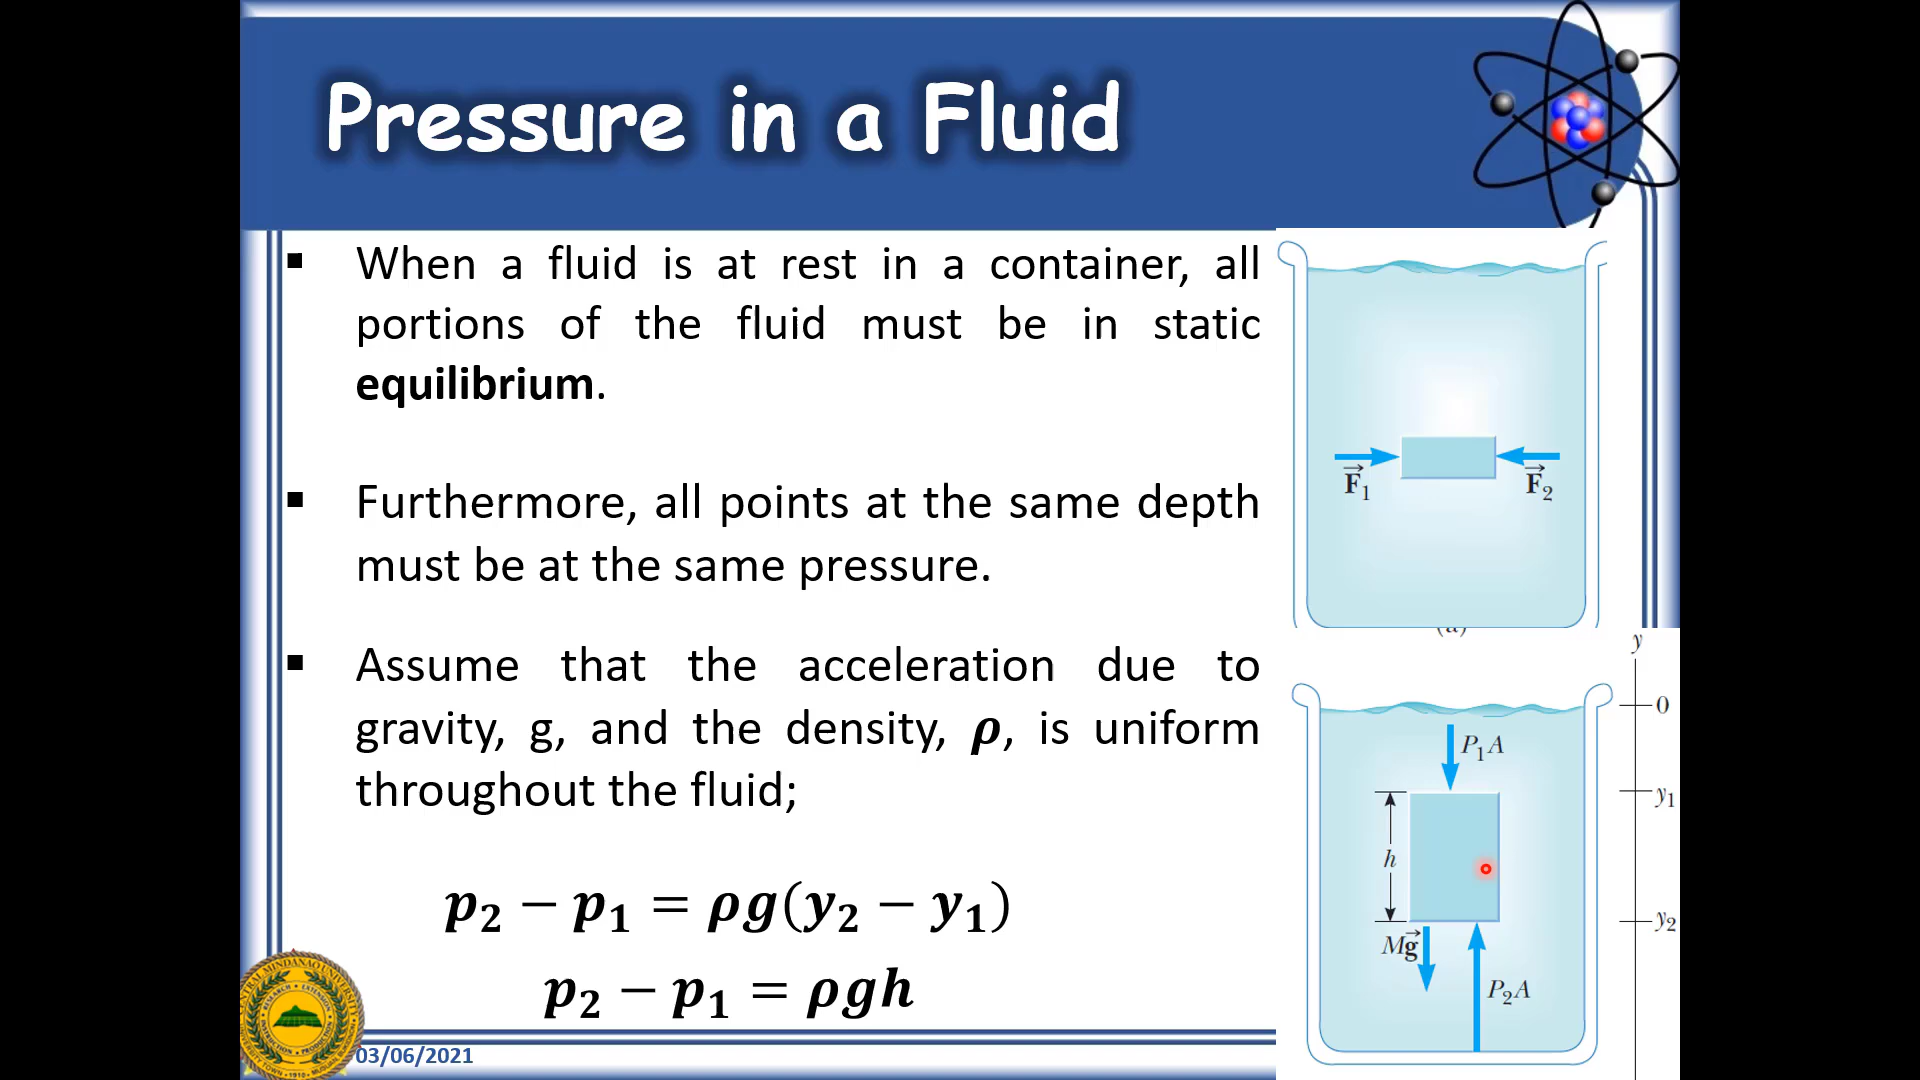 Pressure in a Fluid
▪ When a fluid is at rest in a container, all
portions of the fluid must be in static
equilibrium.
▪ Furthermore, all points at the same depth
must be at the same pressure.
▪ Assume that the acceleration due to
gravity, g, and the density, ρ, is uniform
throughout the fluid;
p₂ − p₁ = ρg(y₂ − y₁)
p₂ − p₁ = ρgh
03/06/2021
F⃗₁
F⃗₂
(a)
y
0
P₁A
y₁
h
y₂
Mg⃗
P₂A